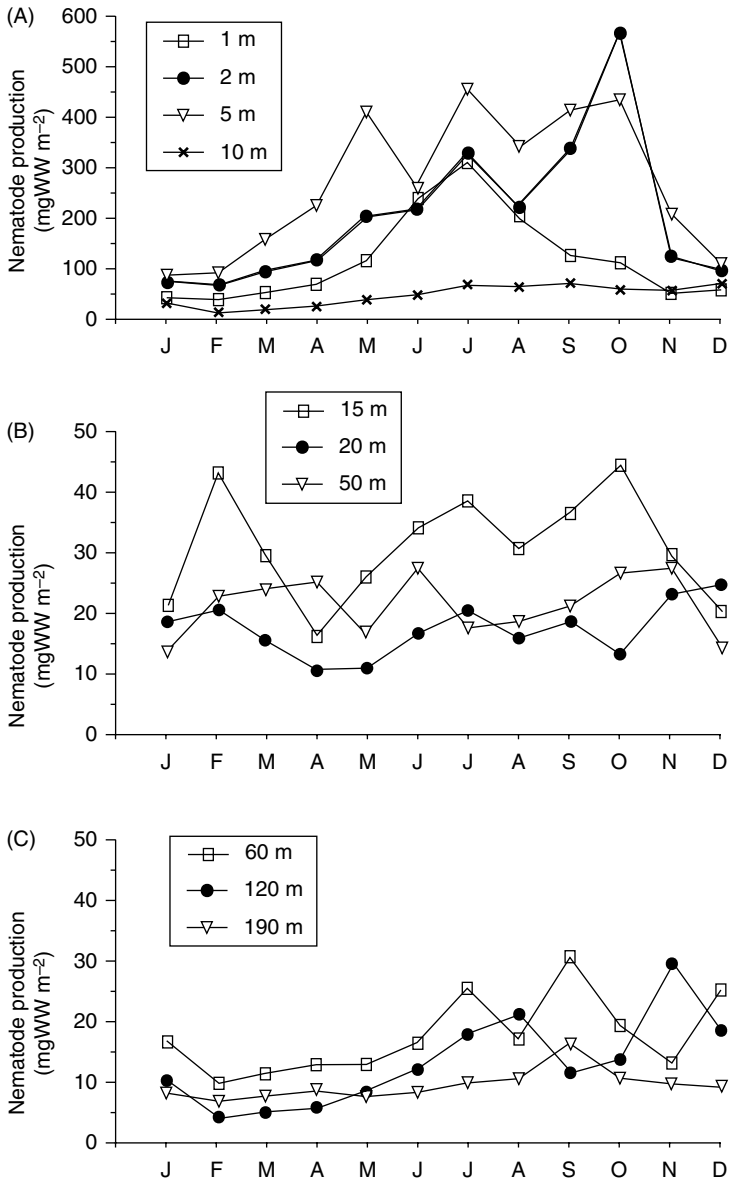 (A)
600
500
400
300
200
100
0
Nematode production
(mgWW m⁻²)
1 m
2 m
5 m
10 m
J F M A M J J A S O N D
(B)
50
40
30
20
10
0
Nematode production
(mgWW m⁻²)
15 m
20 m
50 m
J F M A M J J A S O N D
(C)
50
40
30
20
10
0
Nematode production
(mgWW m⁻²)
60 m
120 m
190 m
J F M A M J J A S O N D